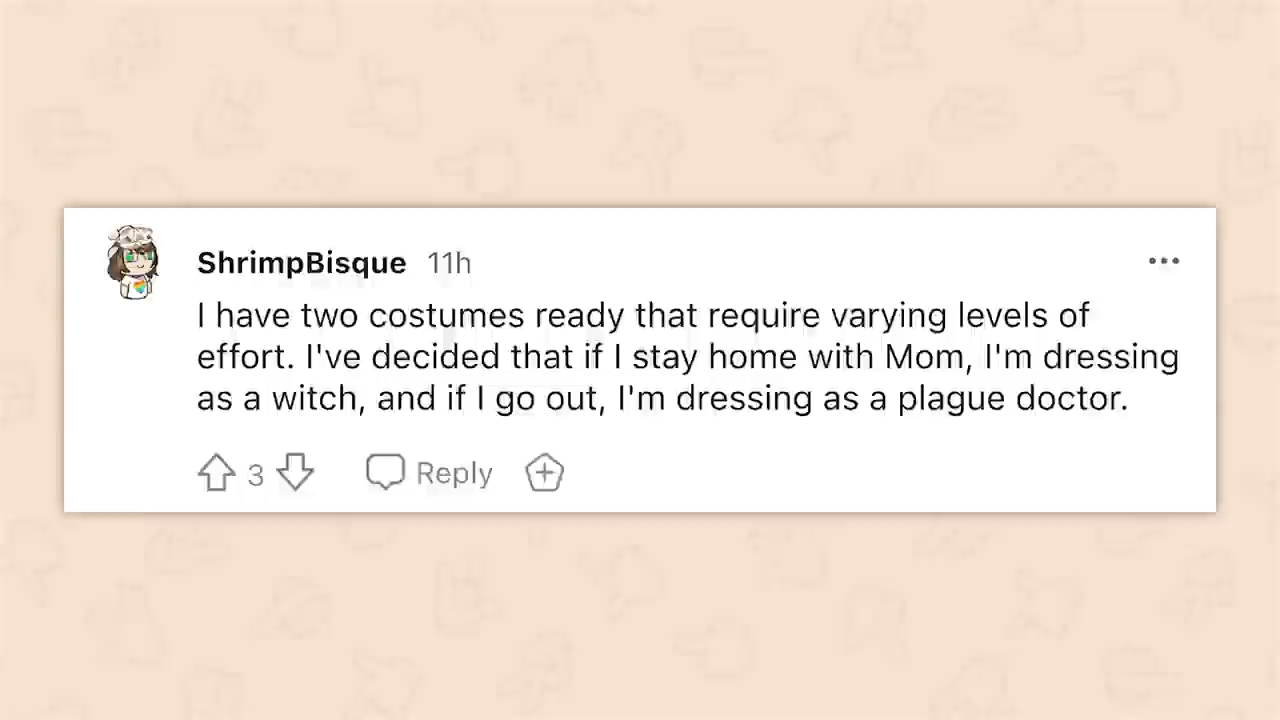 ShrimpBisque 11h
I have two costumes ready that require varying levels of
effort. I've decided that if I stay home with Mom, I'm dressing
as a witch, and if I go out, I'm dressing as a plague doctor.
3 Reply